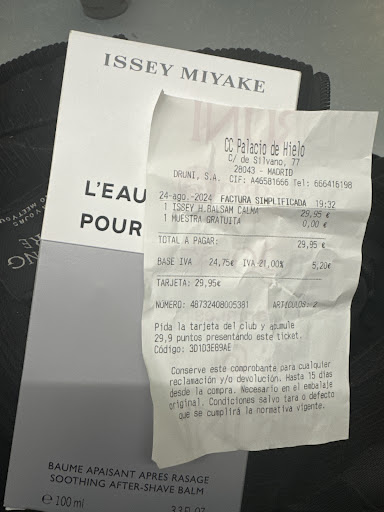 ISSEY MIYAKE
L'EAU
POUR
CC Palacio de Hielo
C/ de Silvano, 77
28043 - MADRID
DRUNI, S.A. CIF: A46581666 Tel: 666416198
24-ago.-2024 FACTURA SIMPLIFICADA 19:32
1 ISSEY H.BALSAM CALMA 29,95 €
1 MUESTRA GRATUITA 0,00 €
TOTAL A PAGAR: 29,95 €
BASE IVA 24,75€ IVA 21,00% 5,20€
TARJETA: 29,95€
NÚMERO: 48732408005381 ARTICULOS: 2
Pida la tarjeta del club y acumule
29,9 puntos presentando este ticket.
Código: 301D3E69AE
Conserve este comprobante para cualquier
reclamación y/o devolución. Hasta 15 días
desde la compra. Necesario en el embalaje
original. Condiciones salvo tara o defecto
que se cumplirá la normativa vigente.
BAUME APAISANT APRES RASAGE
SOOTHING AFTER-SHAVE BALM
e 100 ml